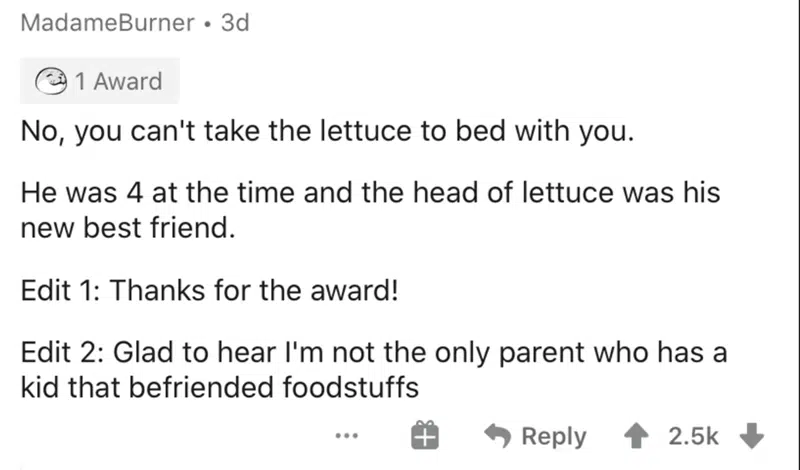 MadameBurner • 3d
1 Award
No, you can't take the lettuce to bed with you.
He was 4 at the time and the head of lettuce was his
new best friend.
Edit 1: Thanks for the award!
Edit 2: Glad to hear I'm not the only parent who has a
kid that befriended foodstuffs
... Reply 2.5k